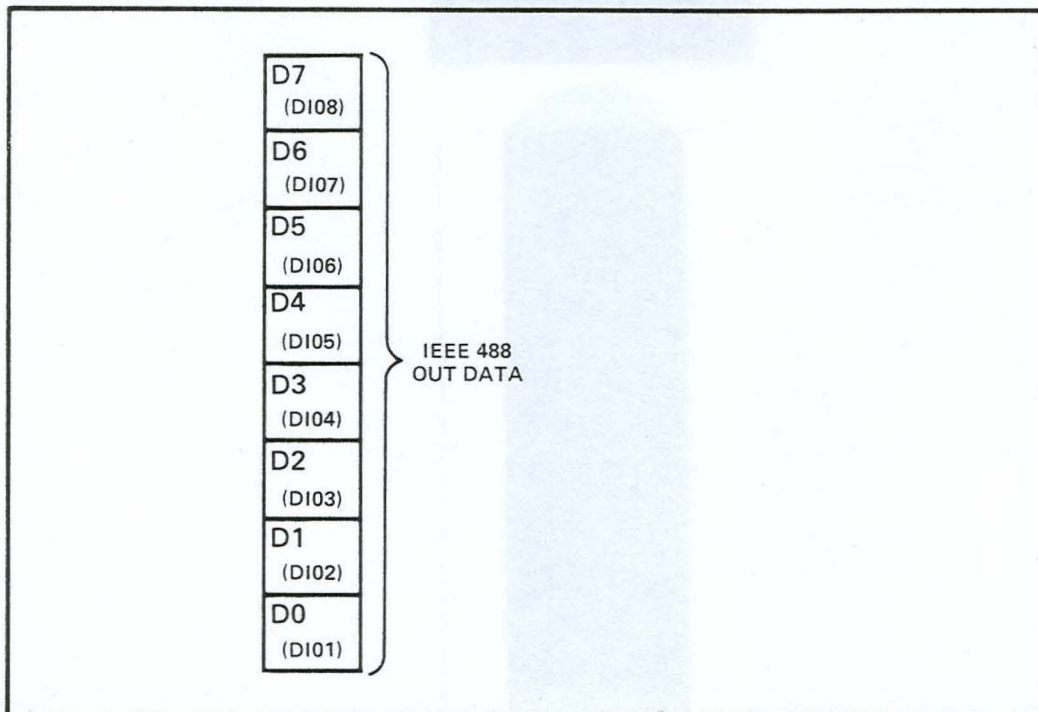 D7
(DI08)
D6
(DI07)
D5
(DI06)
D4
(DI05)
D3
(DI04)
D2
(DI03)
D1
(DI02)
D0
(DI01)
IEEE 488
OUT DATA